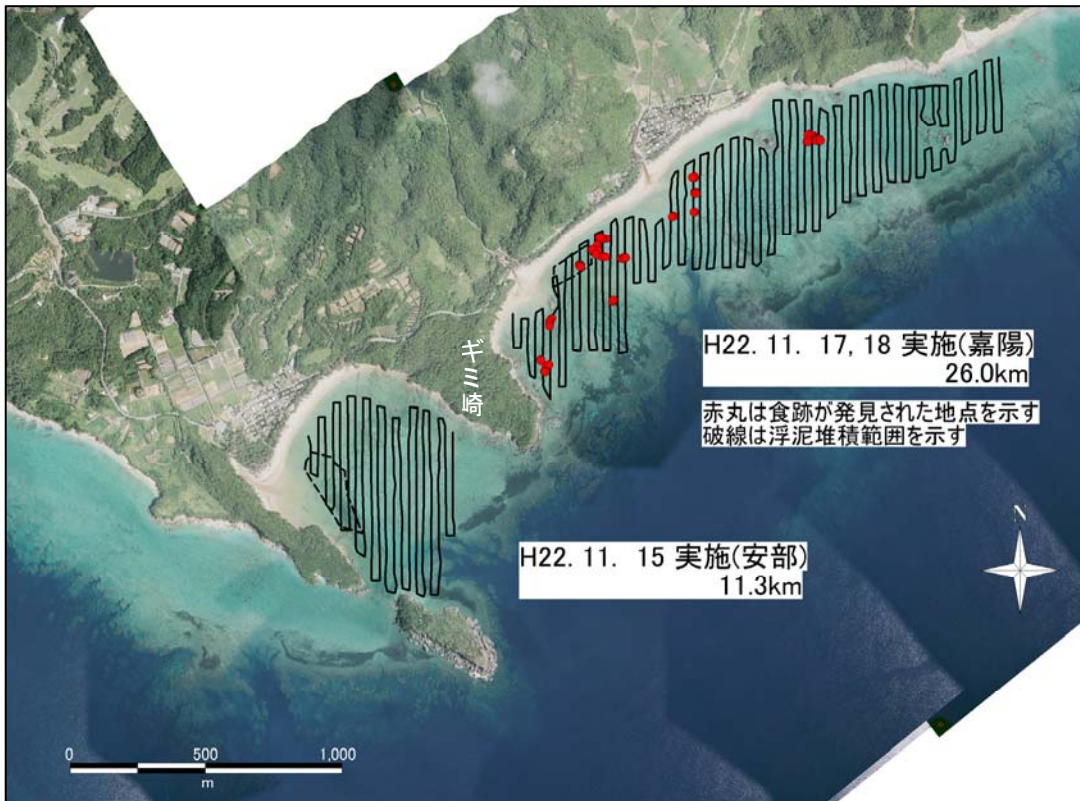 ギミ崎
H22.11.17,18 実施(嘉陽)
26.0km
赤丸は食跡が発見された地点を示す
破線は浮泥堆積範囲を示す
H22.11. 15 実施(安部)
11.3km
N
0 500 1,000
m